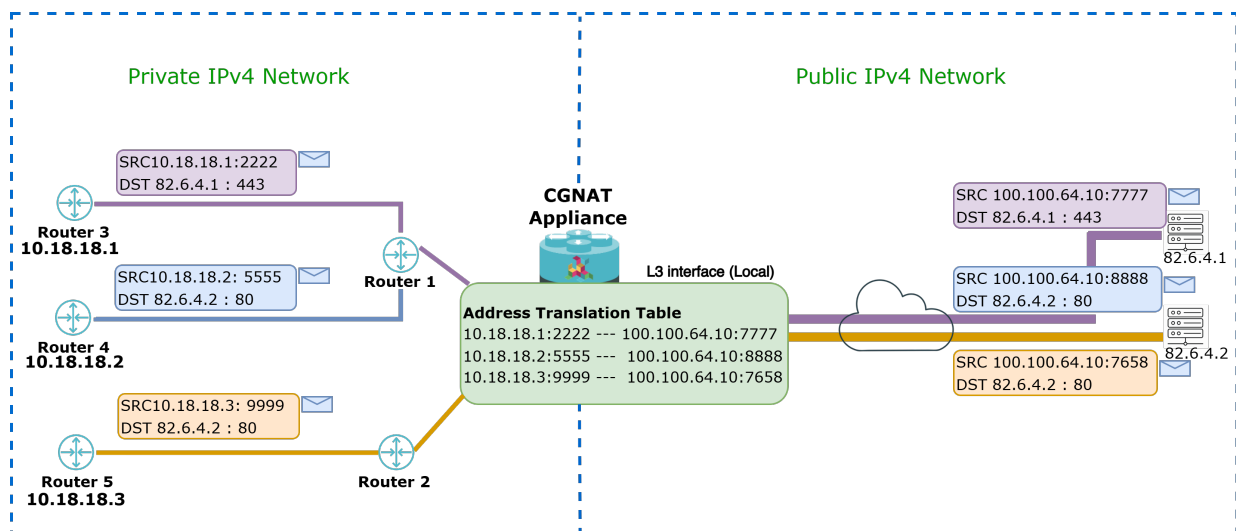 Private IPv4 Network
Public IPv4 Network
SRC10.18.18.1:2222
DST 82.6.4.1 : 443
Router 3
10.18.18.1
SRC10.18.18.2: 5555
DST 82.6.4.2 : 80
Router 1
Router 4
10.18.18.2
SRC10.18.18.3: 9999
DST 82.6.4.2 : 80
Router 5
10.18.18.3
Router 2
CGNAT
Appliance
L3 interface (Local)
Address Translation Table
10.18.18.1:2222 --- 100.100.64.10:7777
10.18.18.2:5555 --- 100.100.64.10:8888
10.18.18.3:9999 --- 100.100.64.10:7658
SRC 100.100.64.10:7777
DST 82.6.4.1 : 443
82.6.4.1
SRC 100.100.64.10:8888
DST 82.6.4.2 : 80
82.6.4.2
SRC 100.100.64.10:7658
DST 82.6.4.2 : 80